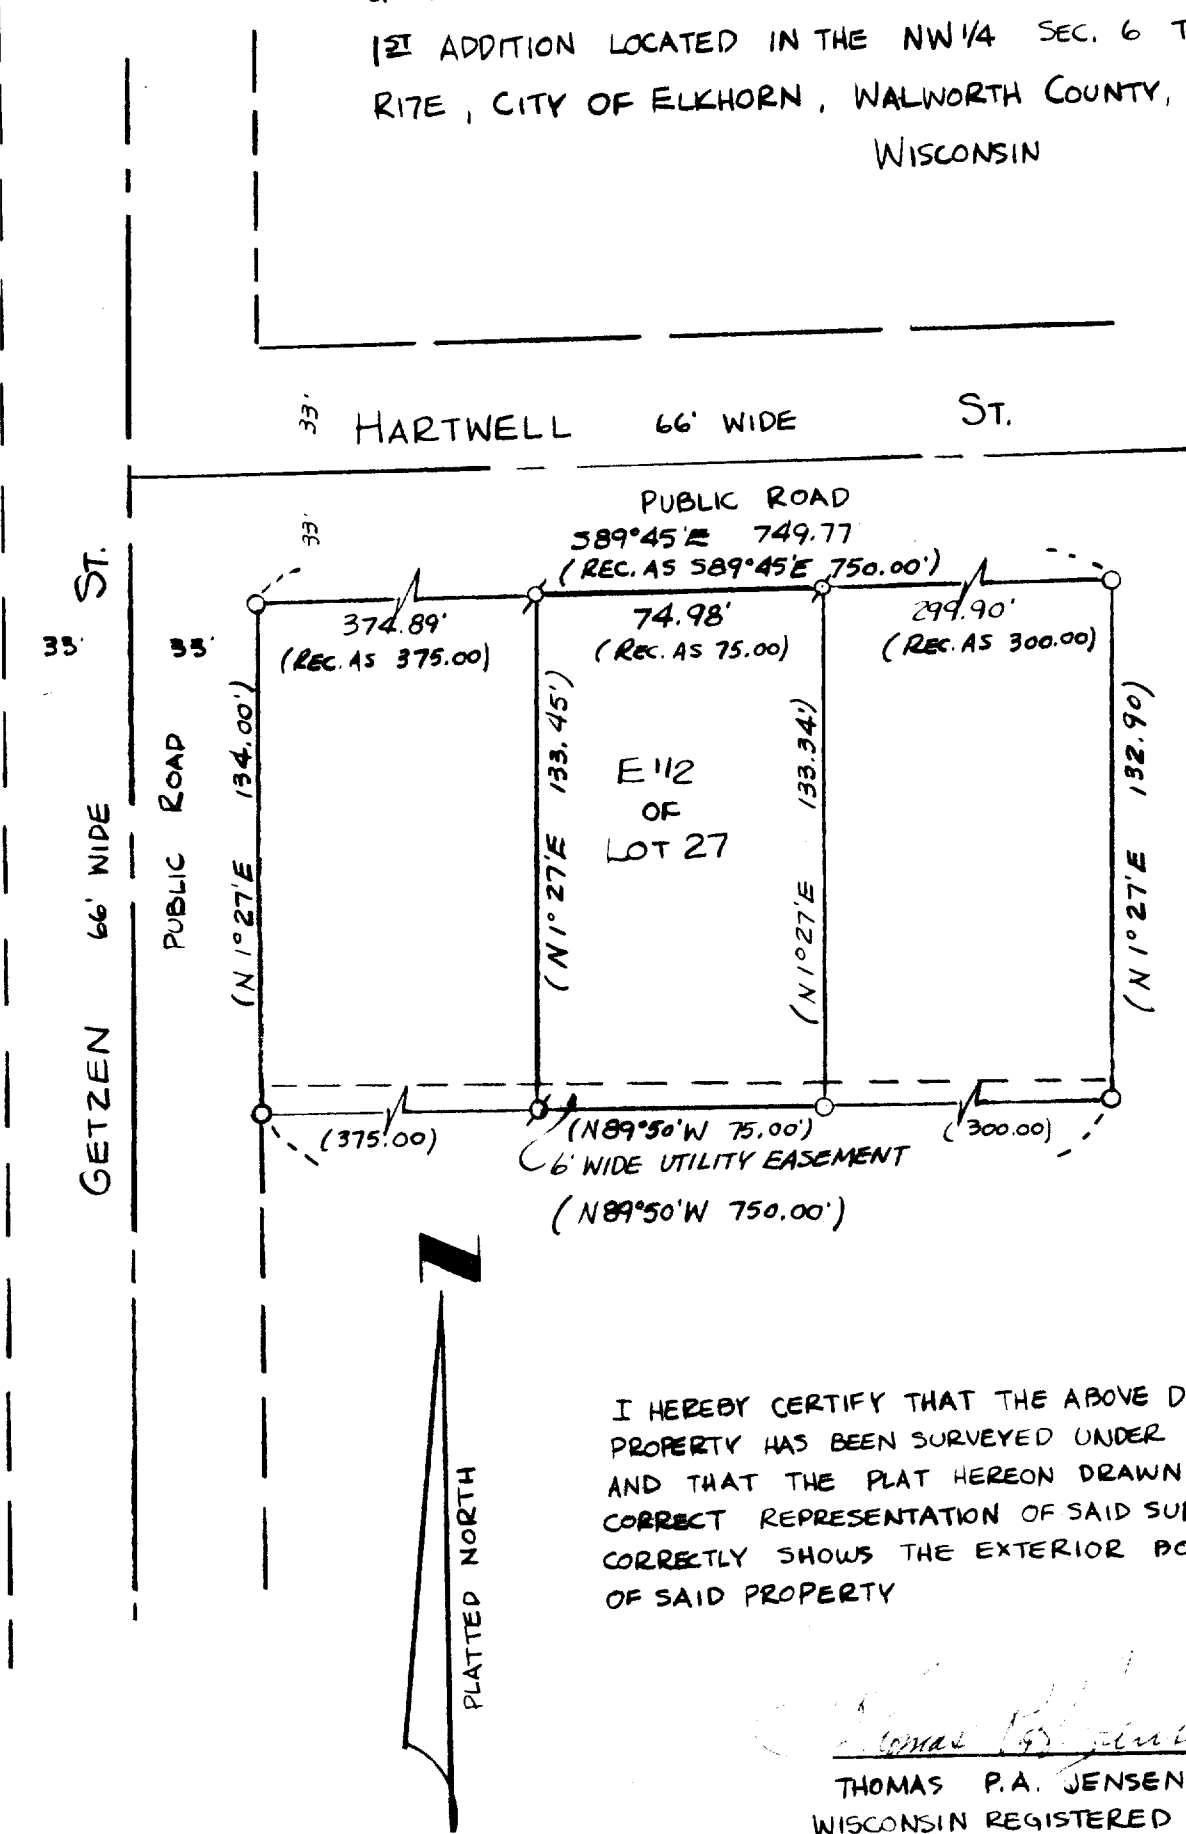 1ST ADDITION LOCATED IN THE NW 1/4 SEC. 6 T
R17E, CITY OF ELKHORN, WALWORTH COUNTY,
WISCONSIN
33'
HARTWELL 66' WIDE ST.
33'
PUBLIC ROAD
S89°45'E 749.77
(REC. AS S89°45'E 750.00')
374.89'
(REC. AS 375.00)
74.98'
(REC. AS 75.00)
299.90'
(REC. AS 300.00)
33' 33'
GETZEN 66' WIDE ST.
PUBLIC ROAD
(N 1°27'E 134.00')
(N 1°27'E 133.45')
E 1/2
OF
LOT 27
(N 1°27'E 133.34')
(N 1°27'E 132.90)
(375.00)
(N89°50'W 75.00')
(300.00)
6' WIDE UTILITY EASEMENT
(N89°50'W 750.00')
N
PLATTED NORTH
I HEREBY CERTIFY THAT THE ABOVE D
PROPERTY HAS BEEN SURVEYED UNDER
AND THAT THE PLAT HEREON DRAWN
CORRECT REPRESENTATION OF SAID SU
CORRECTLY SHOWS THE EXTERIOR BO
OF SAID PROPERTY
Thomas P.A. Jens
THOMAS P.A. JENSEN
WISCONSIN REGISTERED